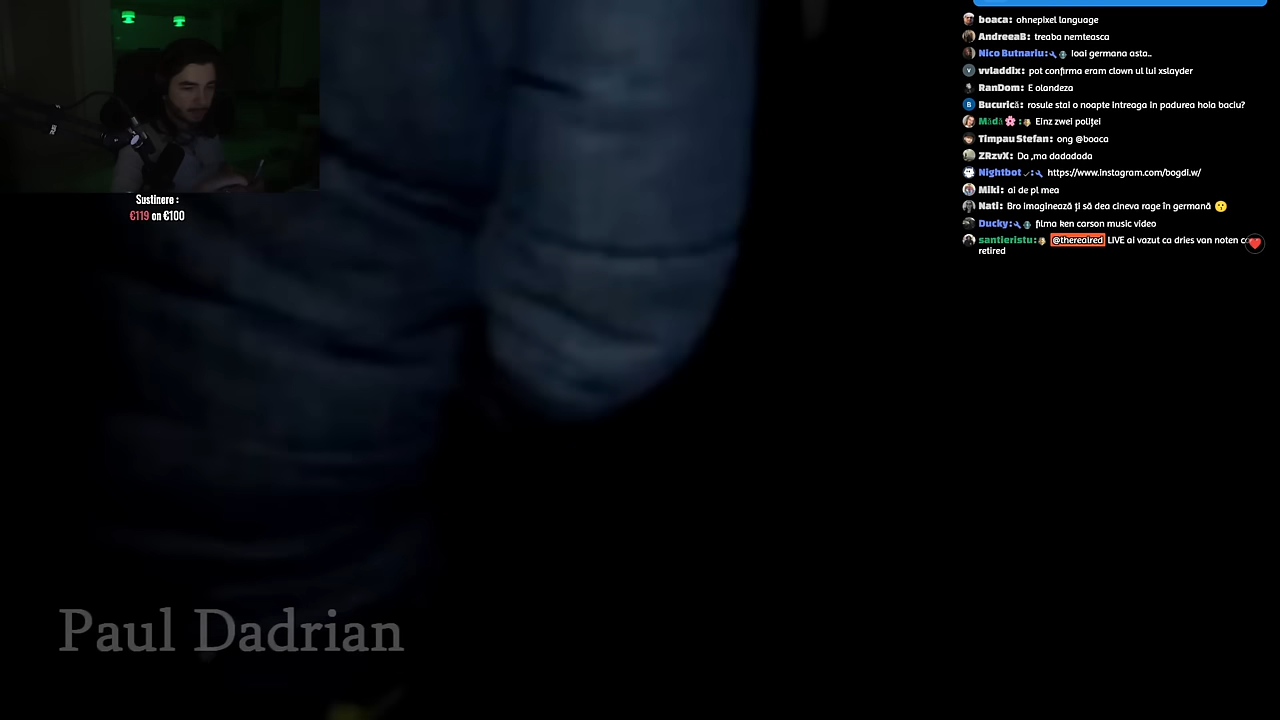 Sustinere :
€119 on €100
boaca: ohnepixel language
AndreeaB: treaba nemteasca
Nico Butnariu: Ioai germana asta..
vvladdix: pot confirma eram clown ul lui xslayder
RanDom: E olandeza
Bucurică: rosule stai o noapte intreaga in padurea hoia baciu?
Mădă🌸: Einz zwei poliței
Timpau Stefan: ong @boaca
ZRzvX: Da ,ma dadadada
Nightbot ✓: https://www.instagram.com/bogdi.w/
Miki: ai de pl mea
Nati: Bro imaginează ți să dea cineva rage în germană 😗
Ducky: filma ken carson music video
santieristu: @therealred LIVE ai vazut ca dries van noten
retired
Paul Dadrian